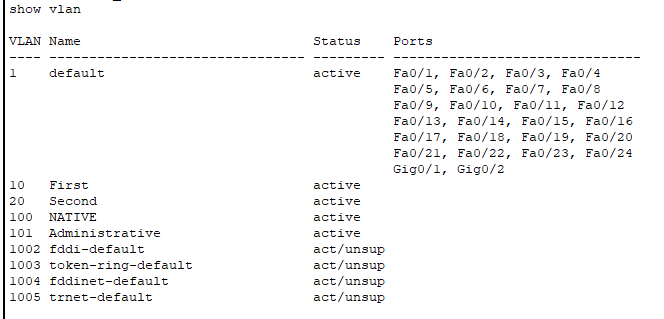 show vlan
VLAN Name                             Status    Ports
---- -------------------------------- --------- -------------------------------
1    default                          active    Fa0/1, Fa0/2, Fa0/3, Fa0/4
                                                Fa0/5, Fa0/6, Fa0/7, Fa0/8
                                                Fa0/9, Fa0/10, Fa0/11, Fa0/12
                                                Fa0/13, Fa0/14, Fa0/15, Fa0/16
                                                Fa0/17, Fa0/18, Fa0/19, Fa0/20
                                                Fa0/21, Fa0/22, Fa0/23, Fa0/24
                                                Gig0/1, Gig0/2
10   First                            active
20   Second                           active
100  NATIVE                           active
101  Administrative                   active
1002 fddi-default                     act/unsup
1003 token-ring-default               act/unsup
1004 fddinet-default                  act/unsup
1005 trnet-default                    act/unsup